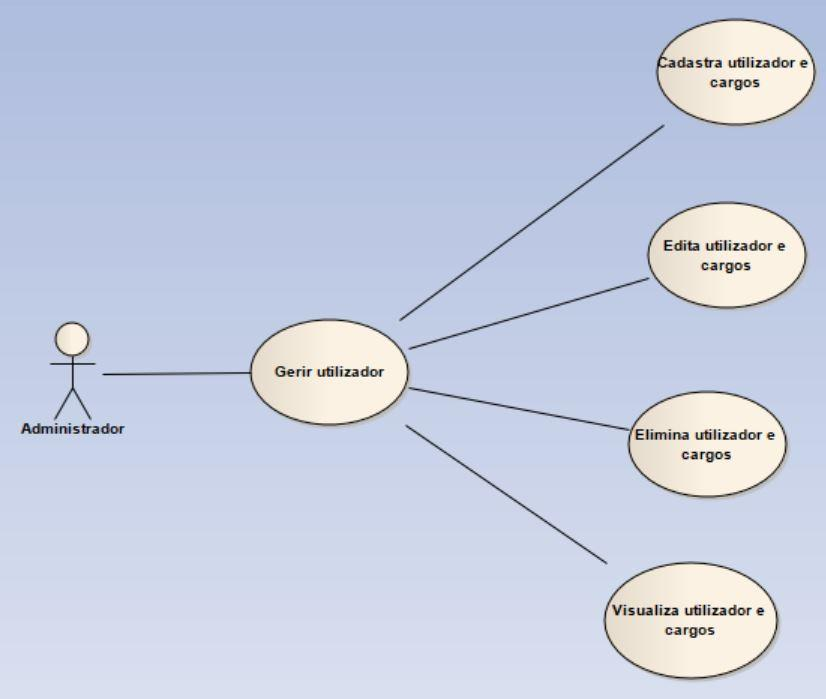 Cadastra utilizador e
cargos
Edita utilizador e
cargos
Gerir utilizador
Administrador
Elimina utilizador e
cargos
Visualiza utilizador e
cargos